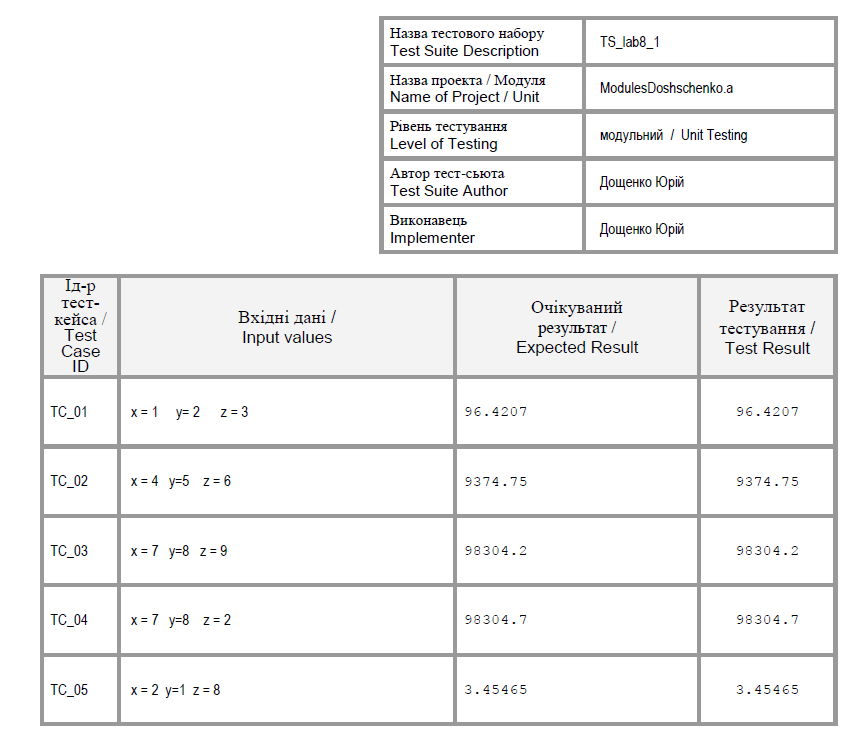 Назва тестового набору
Test Suite Description
TS_lab8_1
Назва проекта / Модуля
Name of Project / Unit
ModulesDoshschenko.a
Рівень тестування
Level of Testing
модульний / Unit Testing
Автор тест-сьюта
Test Suite Author
Дощенко Юрій
Виконавець
Implementer
Дощенко Юрій
Ід-р
тест-
кейса /
Test
Case
ID
Вхідні дані /
Input values
Очікуваний
результат /
Expected Result
Результат
тестування /
Test Result
TC_01 x = 1 y= 2 z = 3 96.4207 96.4207
TC_02 x = 4 y=5 z = 6 9374.75 9374.75
TC_03 x = 7 y=8 z = 9 98304.2 98304.2
TC_04 x = 7 y=8 z = 2 98304.7 98304.7
TC_05 x = 2 y=1 z = 8 3.45465 3.45465